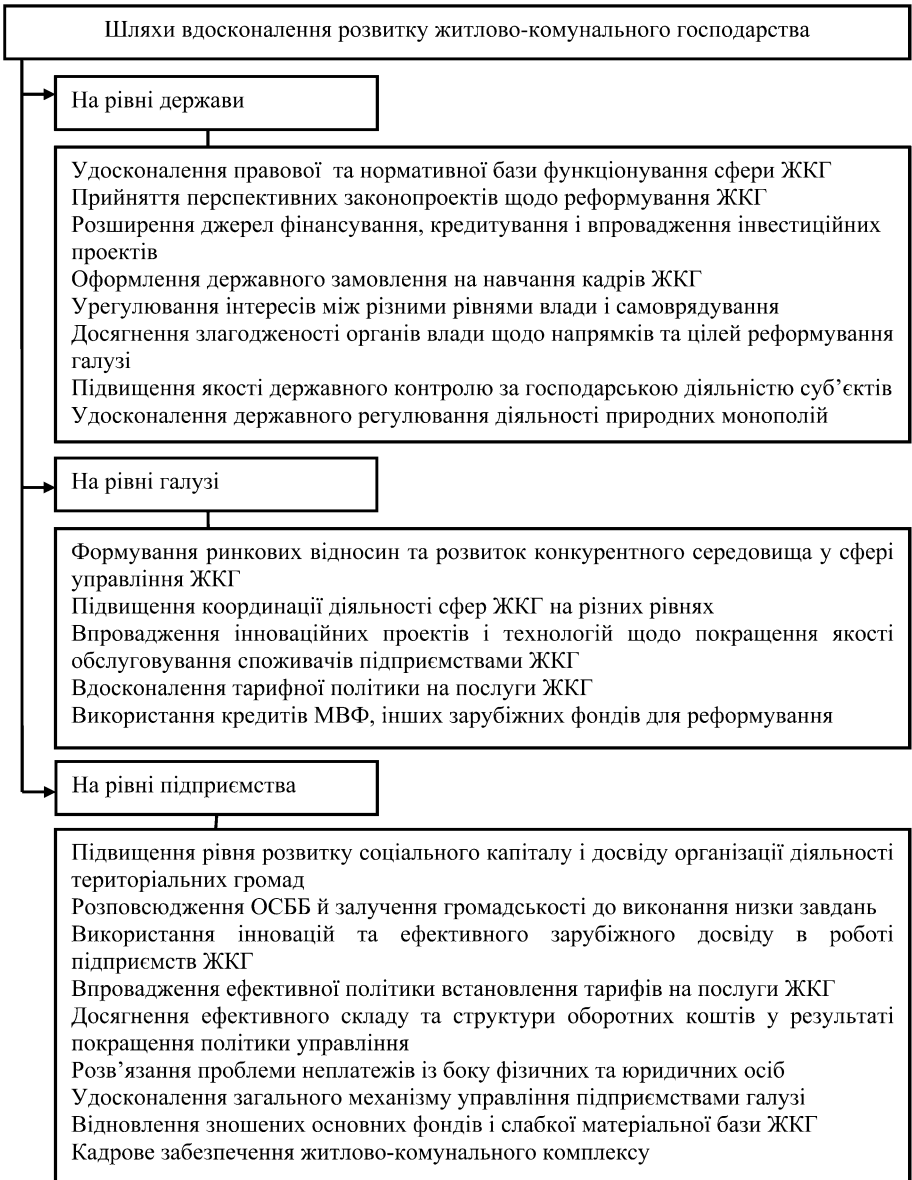 Шляхи вдосконалення розвитку житлово-комунального господарства
На рівні держави
Удосконалення правової та нормативної бази функціонування сфери ЖКГ
Прийняття перспективних законопроектів щодо реформування ЖКГ
Розширення джерел фінансування, кредитування і впровадження інвестиційних
проектів
Оформлення державного замовлення на навчання кадрів ЖКГ
Урегулювання інтересів між різними рівнями влади і самоврядування
Досягнення злагодженості органів влади щодо напрямків та цілей реформування
галузі
Підвищення якості державного контролю за господарською діяльністю суб’єктів
Удосконалення державного регулювання діяльності природних монополій
На рівні галузі
Формування ринкових відносин та розвиток конкурентного середовища у сфері
управління ЖКГ
Підвищення координації діяльності сфер ЖКГ на різних рівнях
Впровадження інноваційних проектів і технологій щодо покращення якості
обслуговування споживачів підприємствами ЖКГ
Вдосконалення тарифної політики на послуги ЖКГ
Використання кредитів МВФ, інших зарубіжних фондів для реформування
На рівні підприємства
Підвищення рівня розвитку соціального капіталу і досвіду організації діяльності
територіальних громад
Розповсюдження ОСББ й залучення громадськості до виконання низки завдань
Використання інновацій та ефективного зарубіжного досвіду в роботі
підприємств ЖКГ
Впровадження ефективної політики встановлення тарифів на послуги ЖКГ
Досягнення ефективного складу та структури оборотних коштів у результаті
покращення політики управління
Розв’язання проблеми неплатежів із боку фізичних та юридичних осіб
Удосконалення загального механізму управління підприємствами галузі
Відновлення зношених основних фондів і слабкої матеріальної бази ЖКГ
Кадрове забезпечення житлово-комунального комплексу